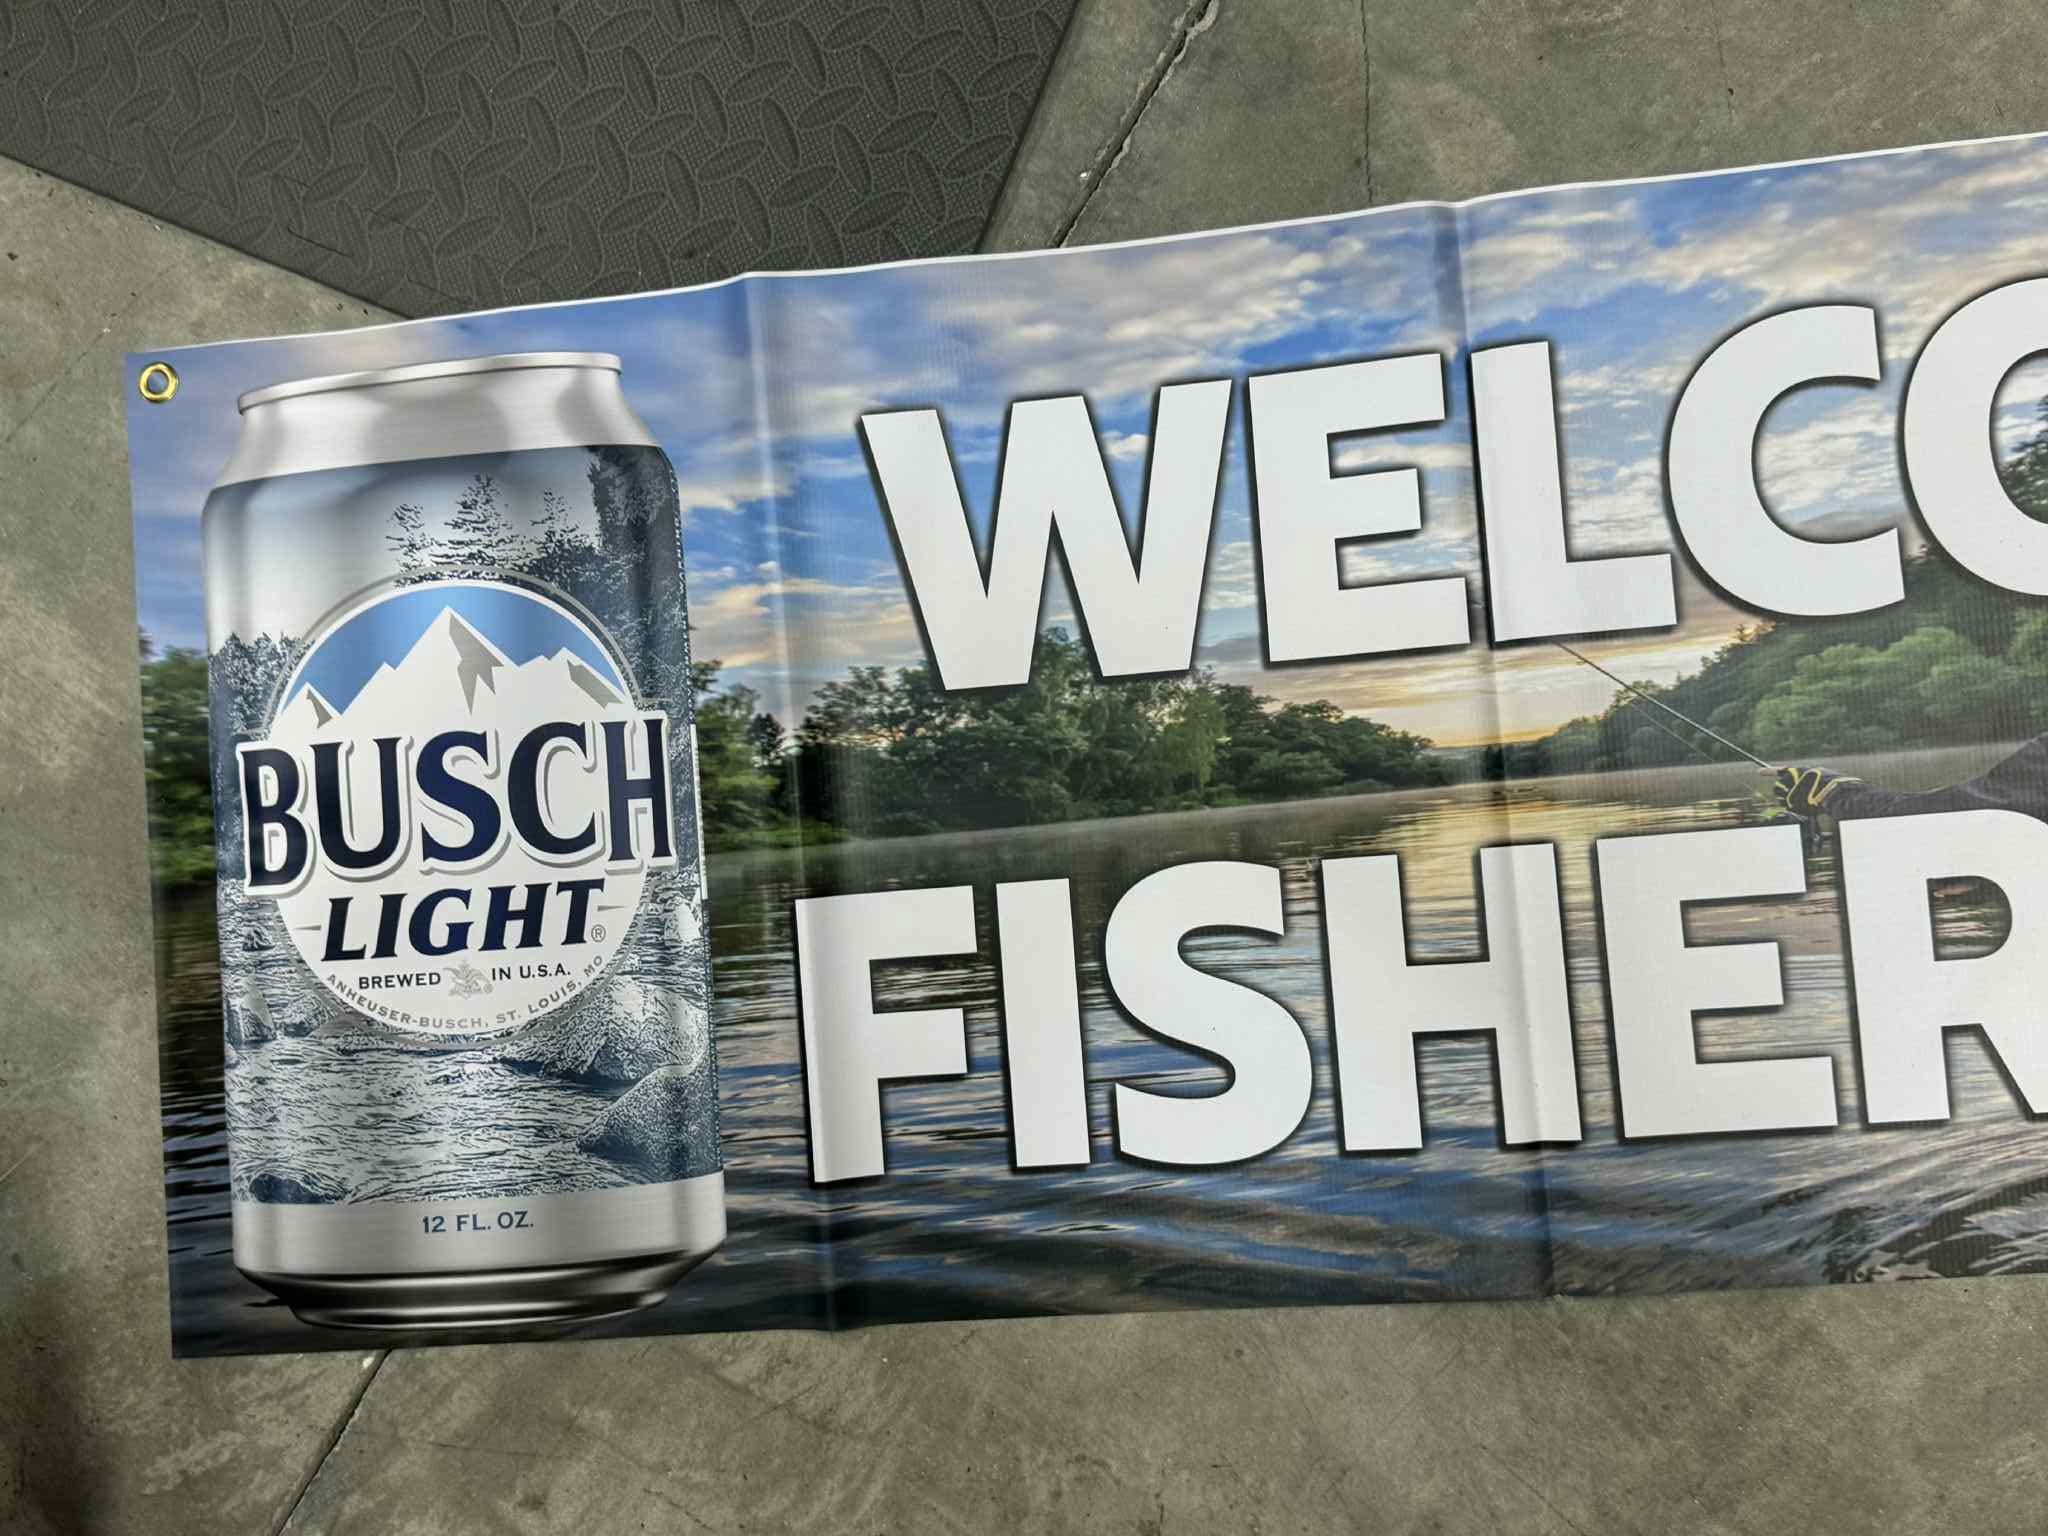 WELCO
FISHER
BUSCH
LIGHT®
BREWED IN U.S.A.
ANHEUSER-BUSCH, ST. LOUIS, MO
12 FL. OZ.